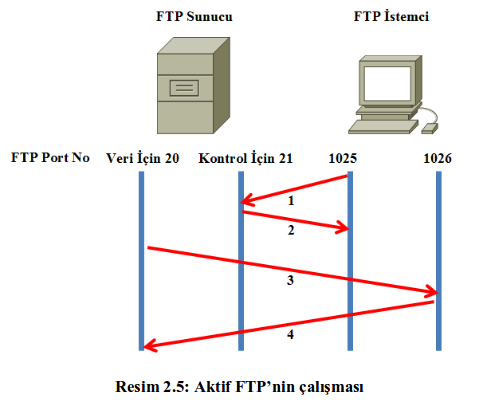 FTP Sunucu FTP İstemci
FTP Port No Veri İçin 20 Kontrol İçin 21 1025 1026
1
2
3
4
Resim 2.5: Aktif FTP’nin çalışması